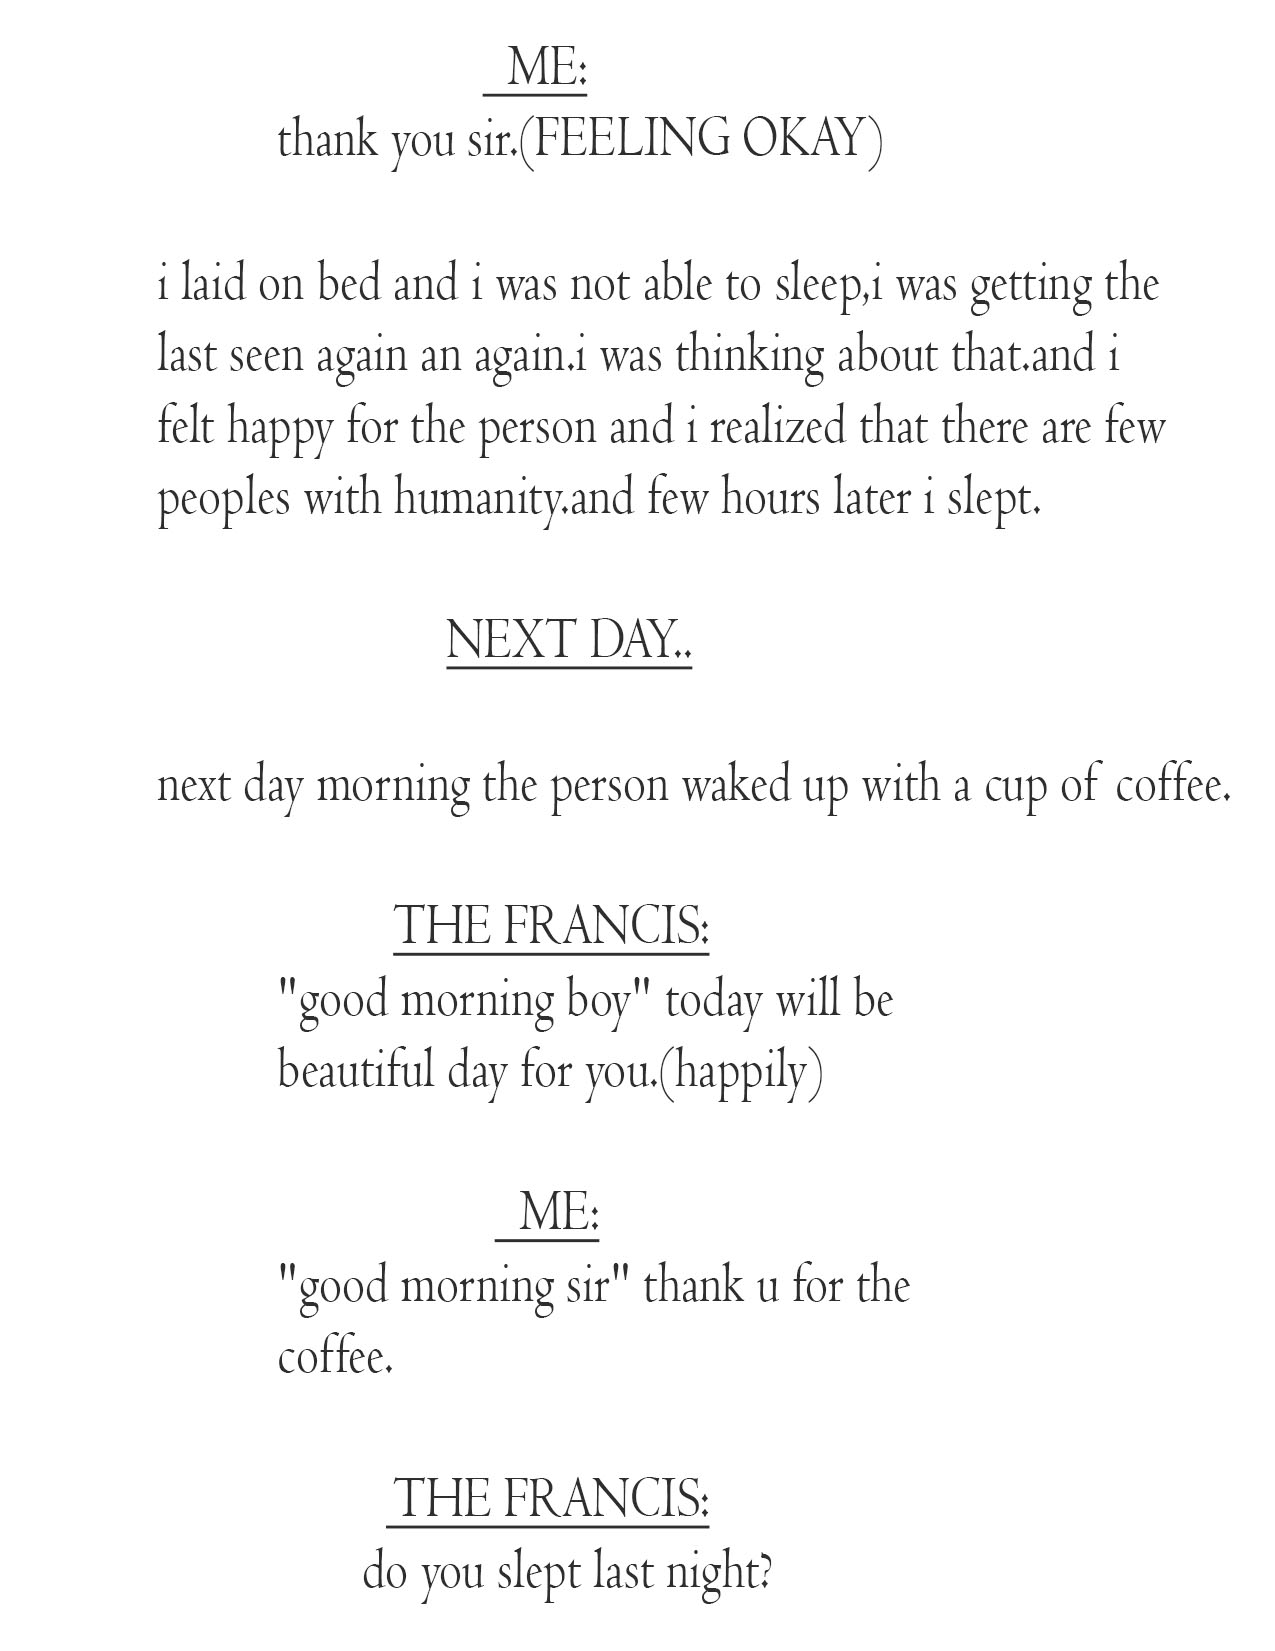 ME:
thank you sir.(FEELING OKAY)
i laid on bed and i was not able to sleep,i was getting the
last seen again an again.i was thinking about that.and i
felt happy for the person and i realized that there are few
peoples with humanity.and few hours later i slept.
NEXT DAY..
next day morning the person waked up with a cup of coffee.
THE FRANCIS:
"good morning boy" today will be
beautiful day for you.(happily)
ME:
"good morning sir" thank u for the
coffee.
THE FRANCIS:
do you slept last night?